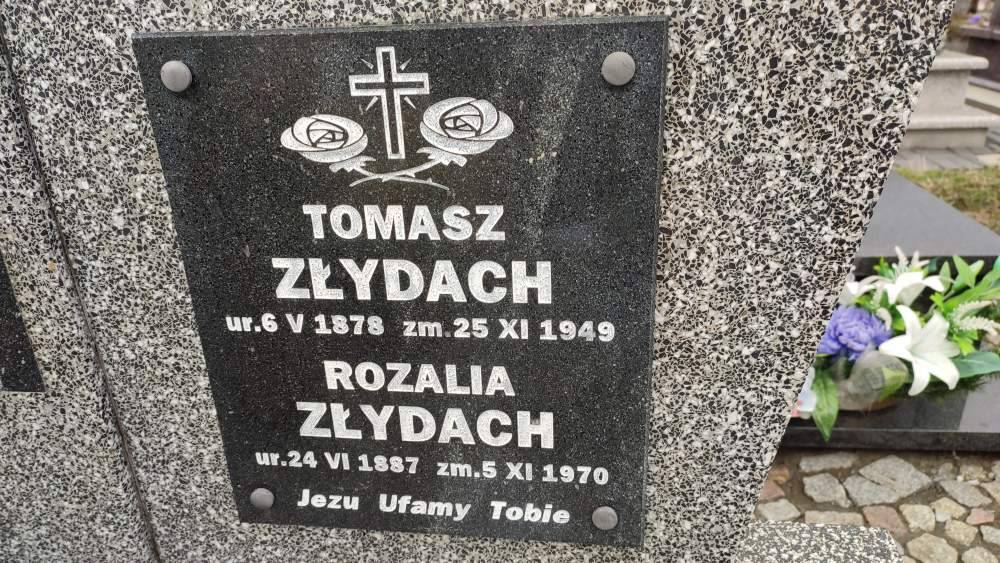 TOMASZ
ZŁYDACH
ur.6 V 1878 zm.25 XI 1949
ROZALIA
ZŁYDACH
ur.24 VI 1887 zm.5 XI 1970
Jezu Ufamy Tobie